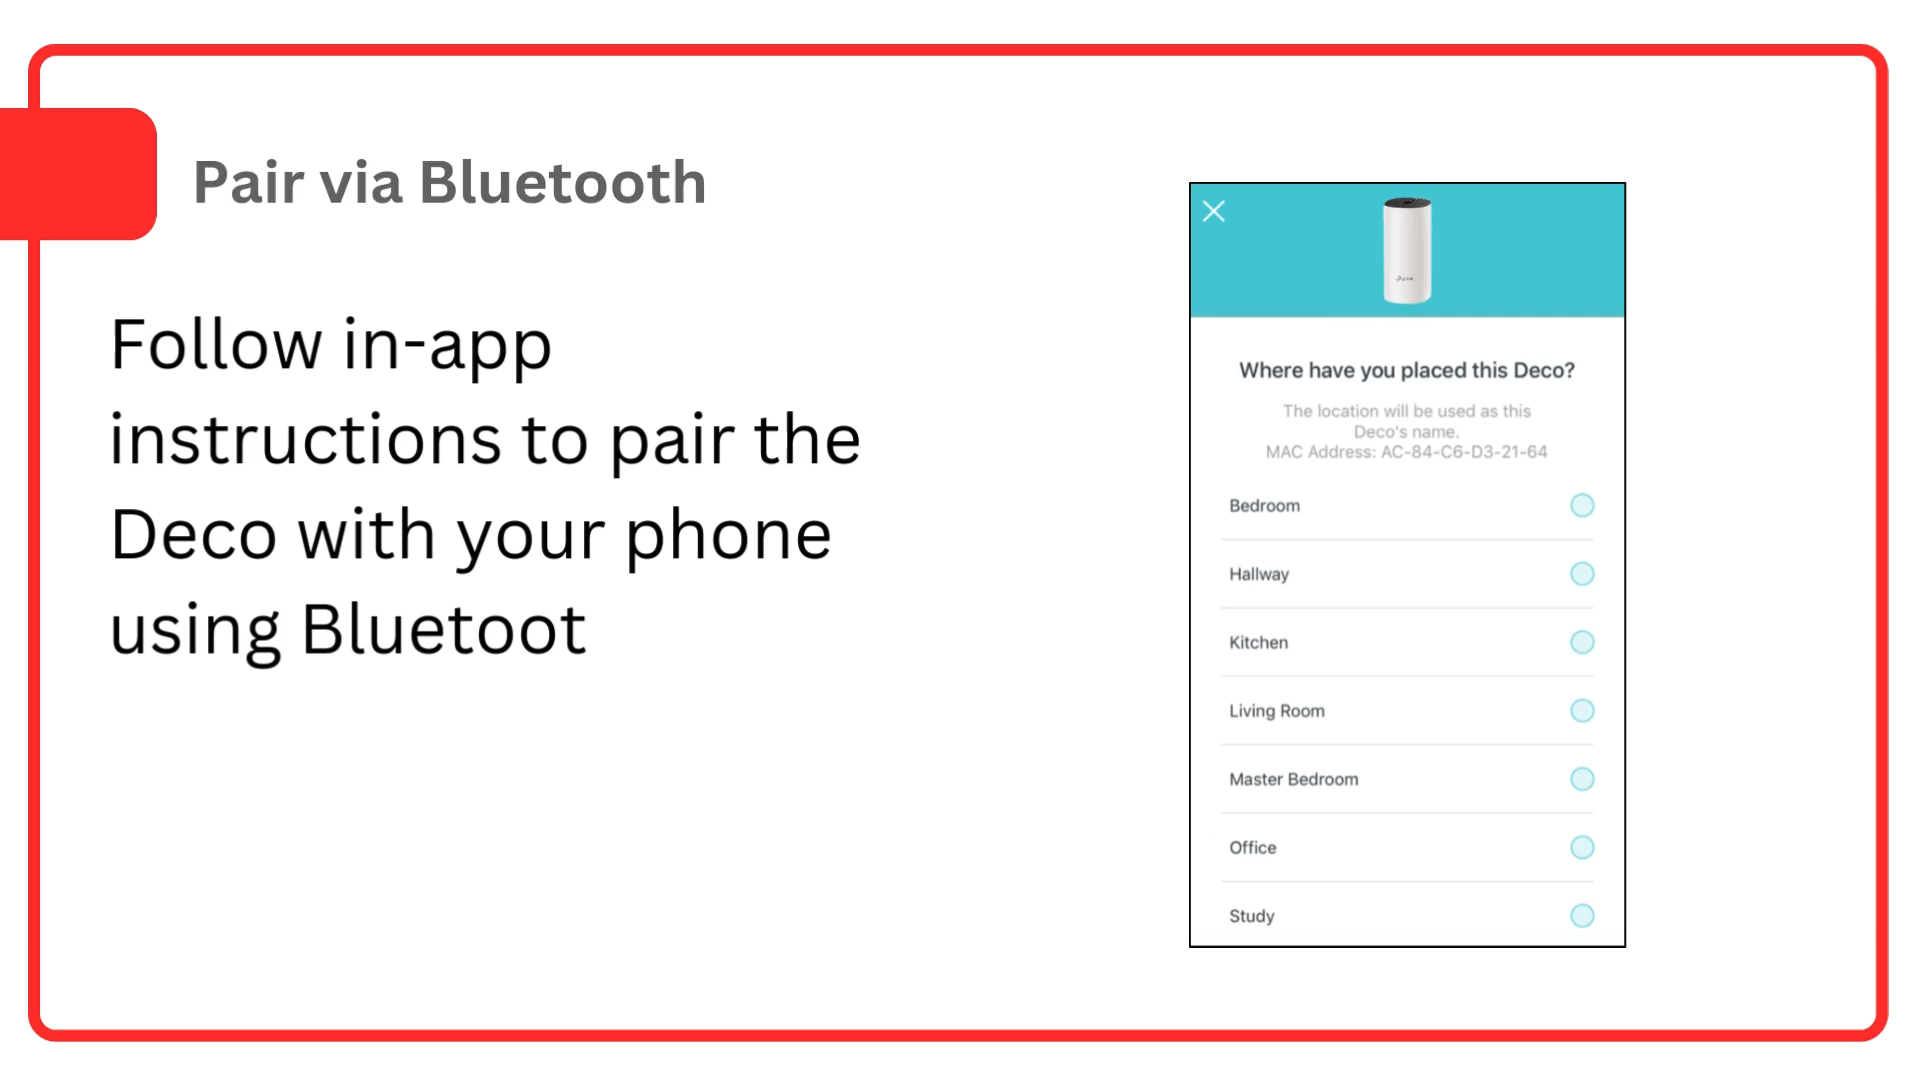 Pair via Bluetooth
Follow in-app
instructions to pair the
Deco with your phone
using Bluetoot
Where have you placed this Deco?
The location will be used as this
Deco's name.
MAC Address: AC-84-C6-D3-21-64
Bedroom
Hallway
Kitchen
Living Room
Master Bedroom
Office
Study